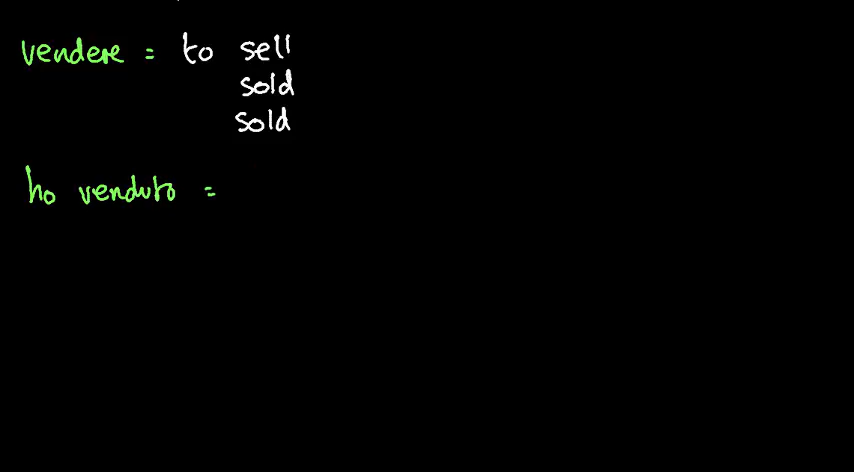 vendere = to sell
sold
sold
ho venduto =